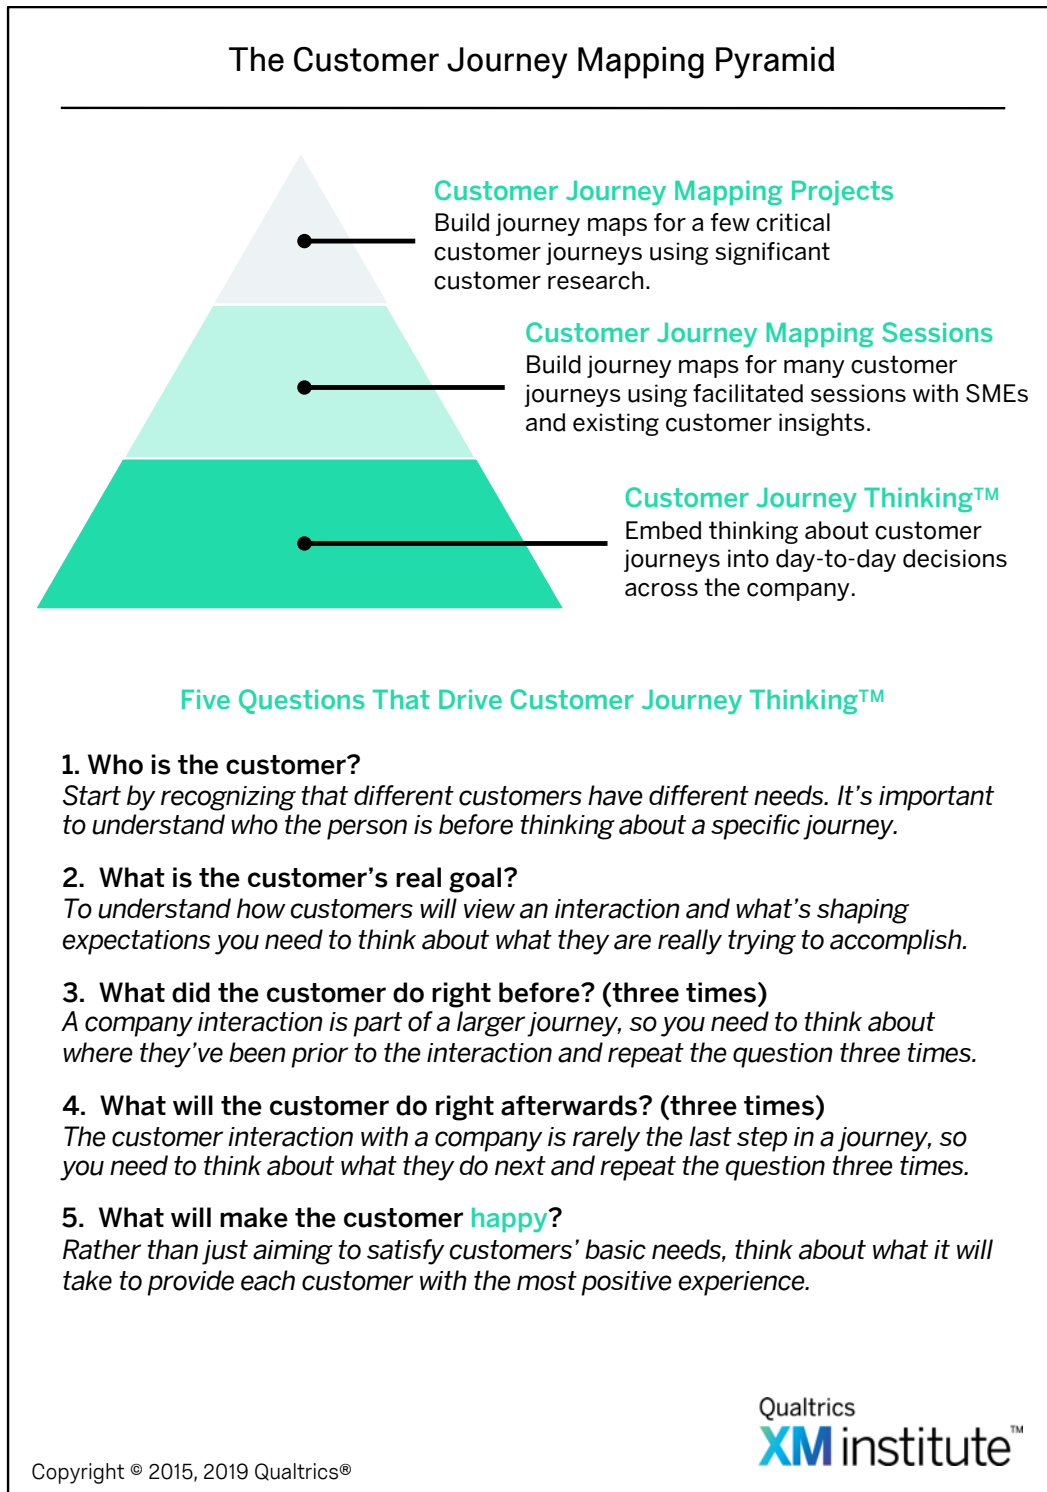 The Customer Journey Mapping Pyramid
Customer Journey Mapping Projects
Build journey maps for a few critical
customer journeys using significant
customer research.
Customer Journey Mapping Sessions
Build journey maps for many customer
journeys using facilitated sessions with SMEs
and existing customer insights.
Customer Journey Thinking™
Embed thinking about customer
journeys into day-to-day decisions
across the company.
Five Questions That Drive Customer Journey Thinking™
1. Who is the customer?
Start by recognizing that different customers have different needs. It's important
to understand who the person is before thinking about a specific journey.
2. What is the customer's real goal?
To understand how customers will view an interaction and what's shaping
expectations you need to think about what they are really trying to accomplish.
3. What did the customer do right before? (three times)
A company interaction is part of a larger journey, so you need to think about
where they've been prior to the interaction and repeat the question three times.
4. What will the customer do right afterwards? (three times)
The customer interaction with a company is rarely the last step in a journey, so
you need to think about what they do next and repeat the question three times.
5. What will make the customer happy?
Rather than just aiming to satisfy customers' basic needs, think about what it will
take to provide each customer with the most positive experience.
Qualtrics
XM institute™
Copyright © 2015, 2019 Qualtrics®